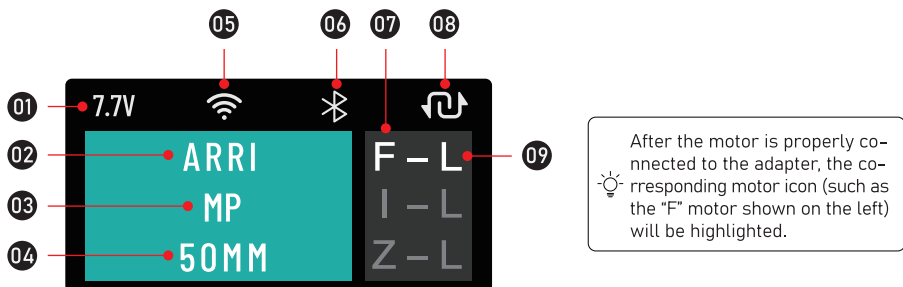 05 06 07 08
01 7.7V
02 ARRI F – L 09
03 MP I – L
04 50MM Z – L
After the motor is properly co-
nnected to the adapter, the co-
rresponding motor icon (such as
the “F” motor shown on the left)
will be highlighted.